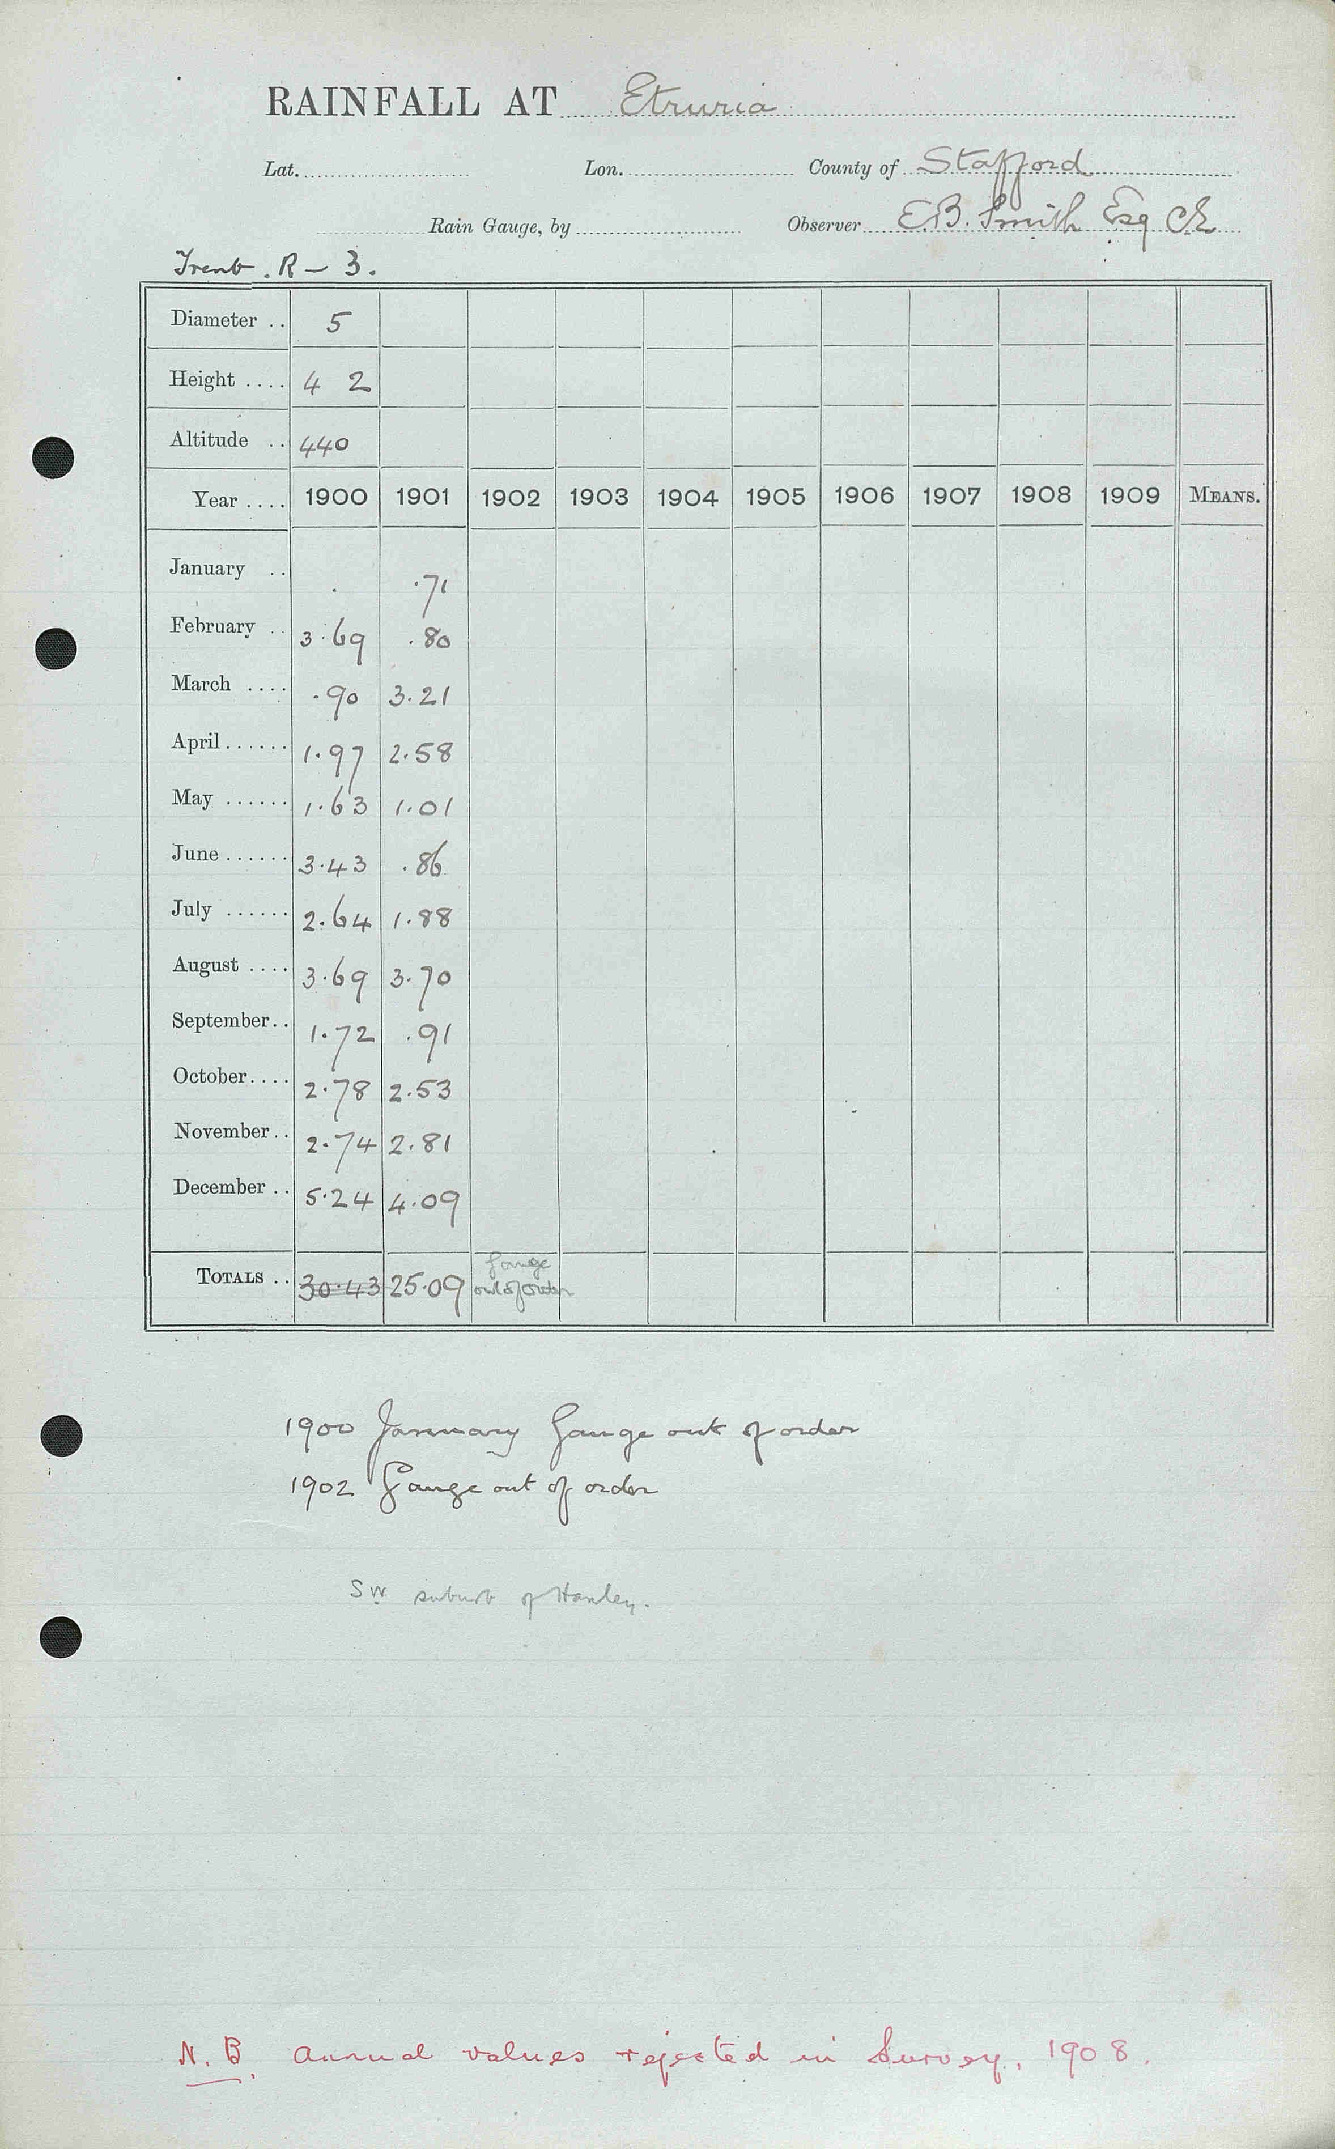 RAINFALL AT Etruria
Lat. Lon. County of Stafford
Rain Gauge, by Observer E.B. Smith Esq C.E
Trent. R — 3.
Diameter .. 5
Height .... 4 2
Altitude .. 440
Year .... 1900 1901 1902 1903 1904 1905 1906 1907 1908 1909 MEANS.
January .. . .71
February .. 3.69 .80
March .... .90 3.21
April ...... 1.97 2.58
May ...... 1.63 1.01
June ...... 3.43 .86
July ...... 2.64 1.88
August .... 3.69 3.70
September .. 1.72 .91
October .... 2.78 2.53
November .. 2.74 2.81
December .. 5.24 4.09
TOTALS .. 30.43 25.09 Gauge out of order
1900 January Gauge out of order
1902 Gauge out of order
SW suburb of Hanley.
N.B. Annual values rejected in Survey, 1908.